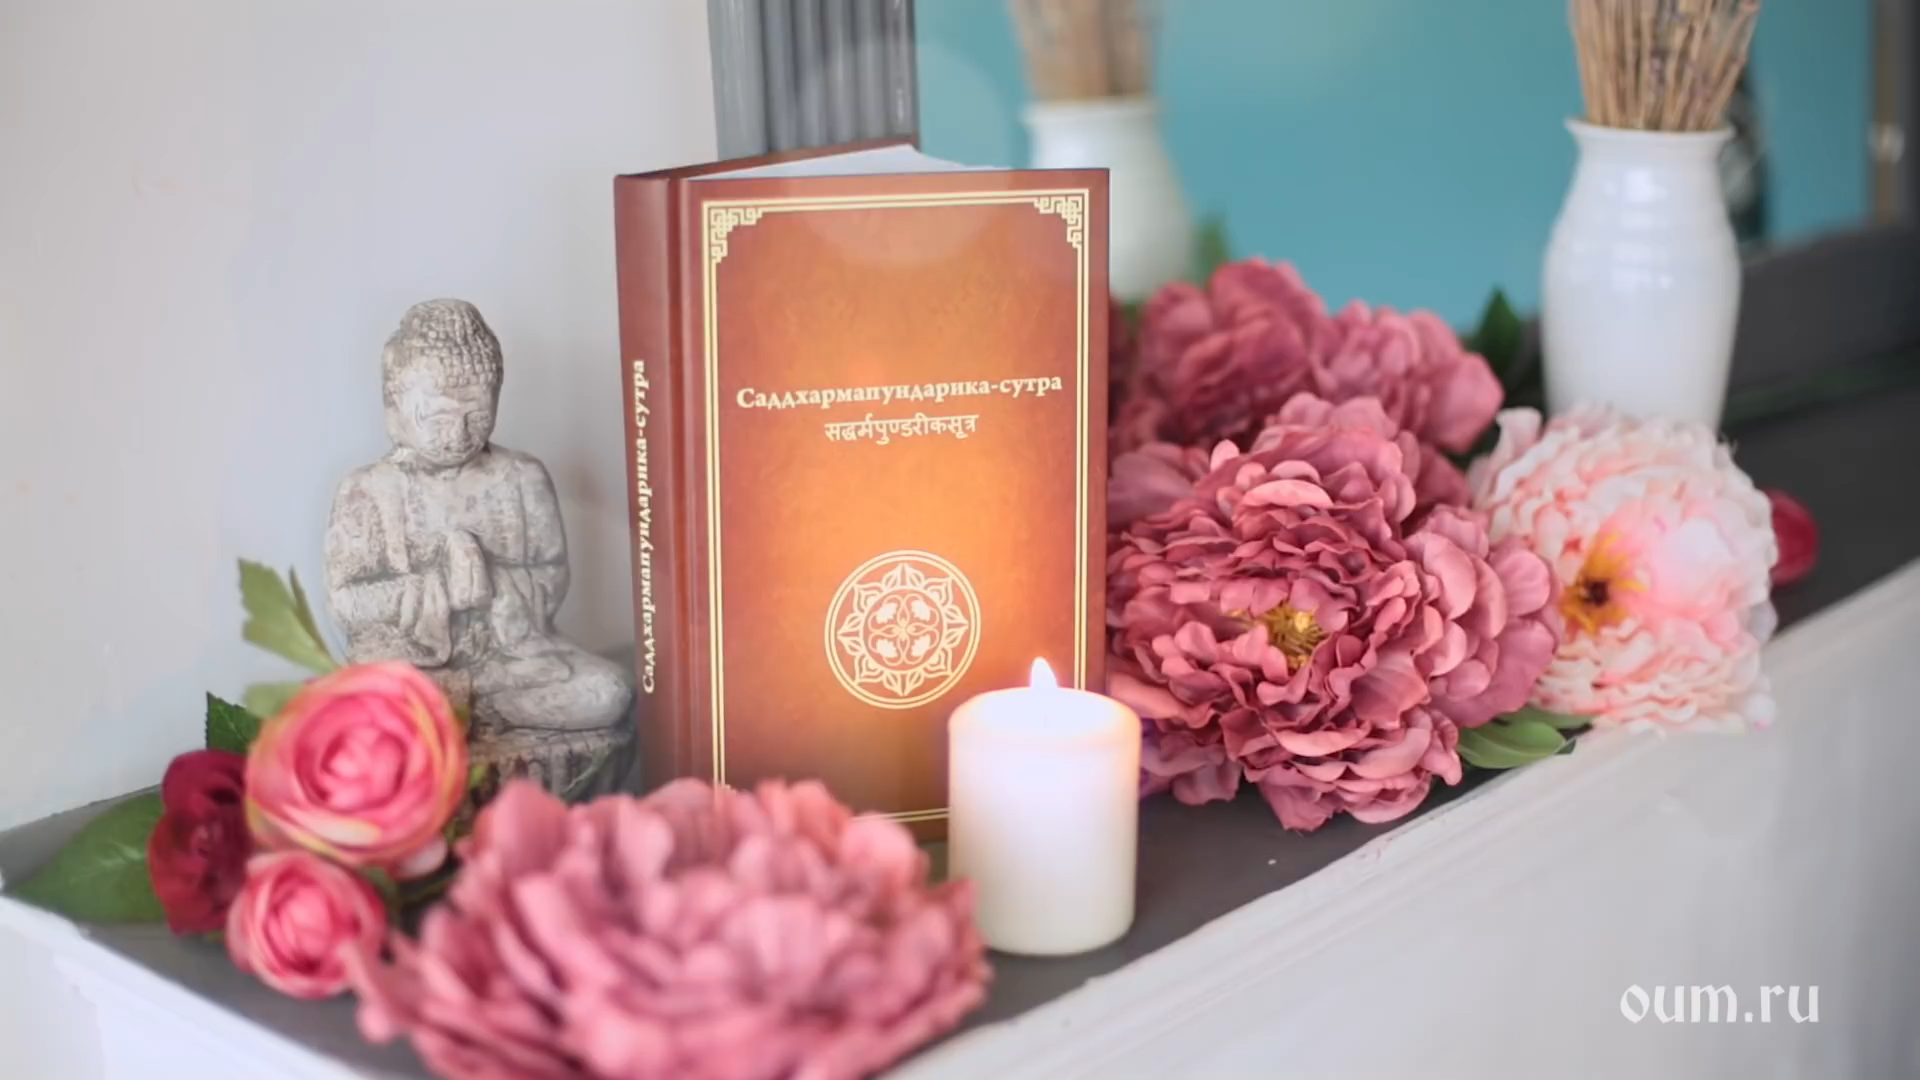 Саддхармапундарика-сутра
Саддхармапундарика-сутра
सद्धर्मपुण्डरीकसूत्र
oum.ru